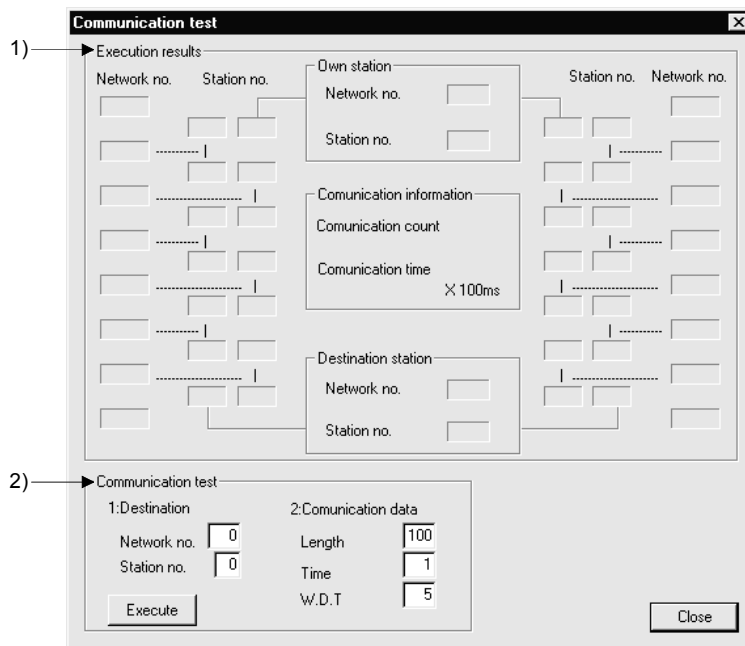 Communication test
1)
Execution results
Network no. Station no.
Own station
Network no.
Station no.
Station no. Network no.
Comunication information
Comunication count
Comunication time
X 100ms
Destination station
Network no.
Station no.
2)
Communication test
1:Destination
Network no. 0
Station no. 0
Execute
2:Comunication data
Length 100
Time 1
W.D.T 5
Close